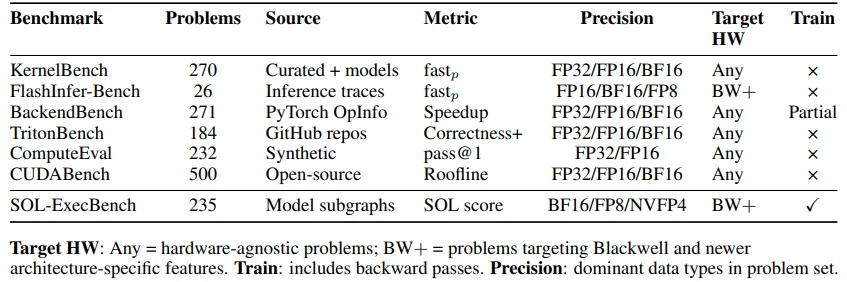 Benchmark Problems Source Metric Precision Target HW Train
KernelBench 270 Curated + models fastₚ FP32/FP16/BF16 Any ×
FlashInfer-Bench 26 Inference traces fastₚ FP16/BF16/FP8 BW+ ×
BackendBench 271 PyTorch OpInfo Speedup FP32/FP16/BF16 Any Partial
TritonBench 184 GitHub repos Correctness+ FP32/FP16/BF16 Any ×
ComputeEval 232 Synthetic pass@1 FP32/FP16 Any ×
CUDABench 500 Open-source Roofline FP32/FP16/BF16 Any ×
SOL-ExecBench 235 Model subgraphs SOL score BF16/FP8/NVFP4 BW+ ✓
Target HW: Any = hardware-agnostic problems; BW+ = problems targeting Blackwell and newer
architecture-specific features. Train: includes backward passes. Precision: dominant data types in problem set.